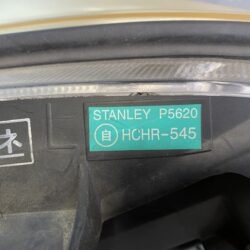 STANLEY P5620
自 HCHR-545
ネ